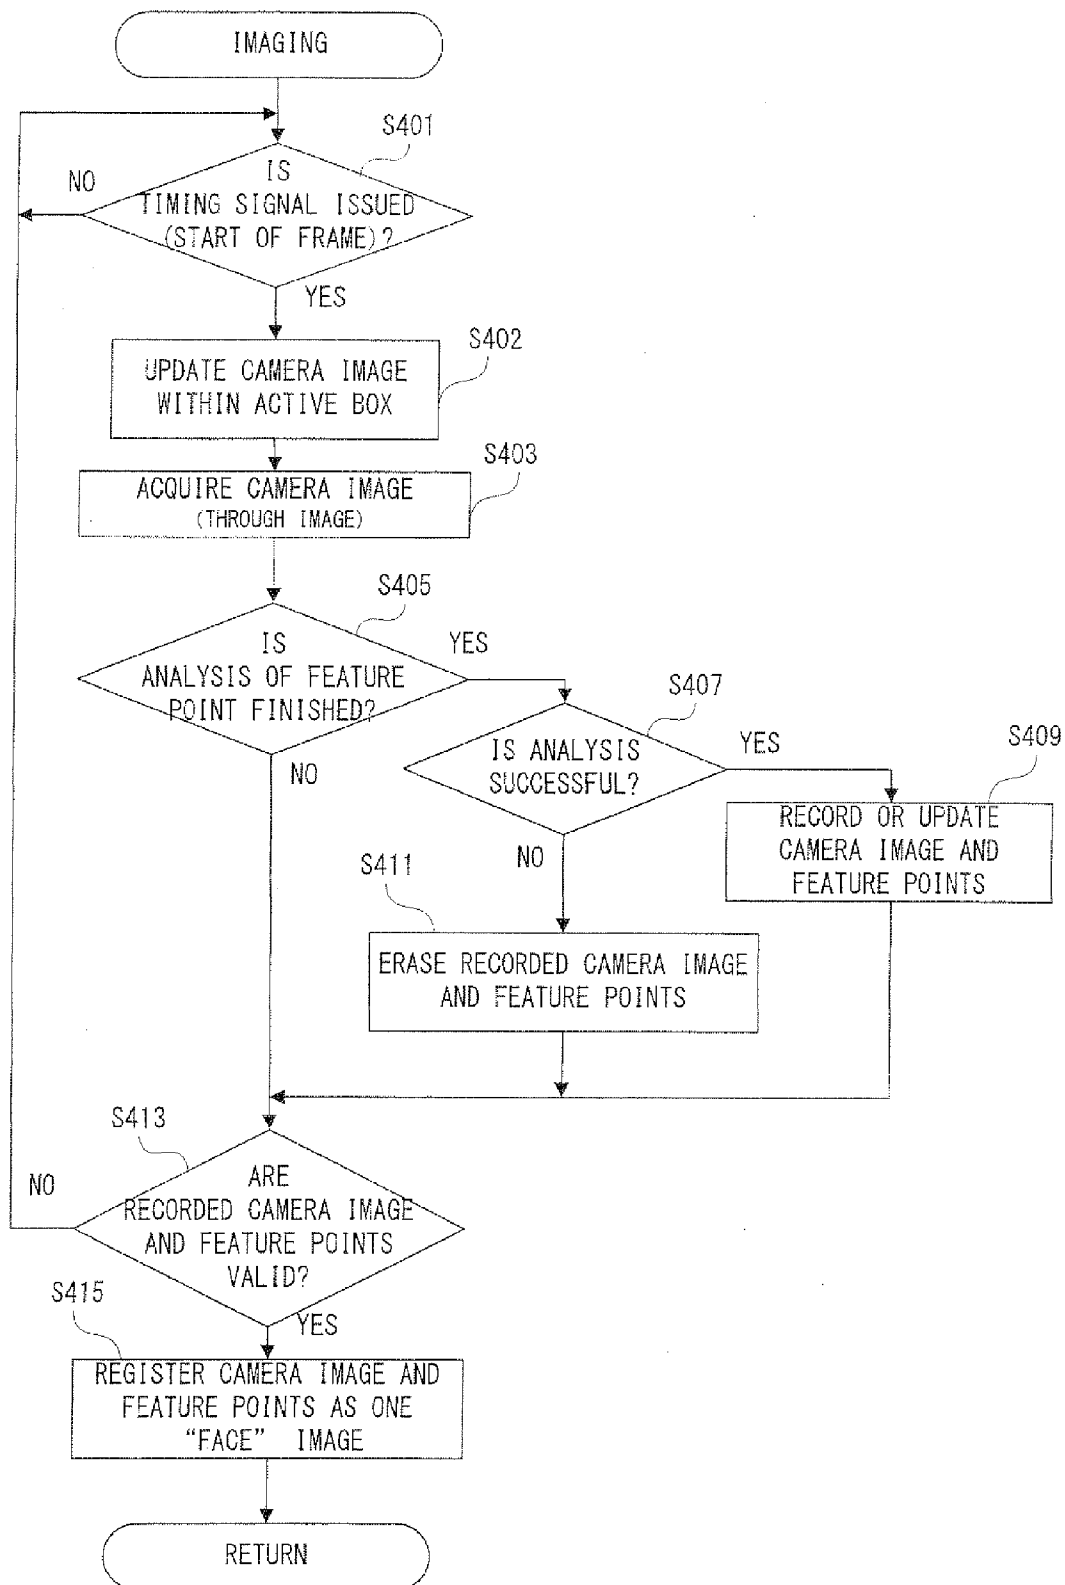 IMAGING
S401
IS
TIMING SIGNAL ISSUED
(START OF FRAME)?
NO
YES
S402
UPDATE CAMERA IMAGE
WITHIN ACTIVE BOX
S403
ACQUIRE CAMERA IMAGE
(THROUGH IMAGE)
S405
IS
ANALYSIS OF FEATURE
POINT FINISHED?
YES
NO
S407
IS ANALYSIS
SUCCESSFUL?
YES
NO
S409
RECORD OR UPDATE
CAMERA IMAGE AND
FEATURE POINTS
S411
ERASE RECORDED CAMERA IMAGE
AND FEATURE POINTS
S413
ARE
RECORDED CAMERA IMAGE
AND FEATURE POINTS
VALID?
NO
YES
S415
REGISTER CAMERA IMAGE AND
FEATURE POINTS AS ONE
“FACE” IMAGE
RETURN